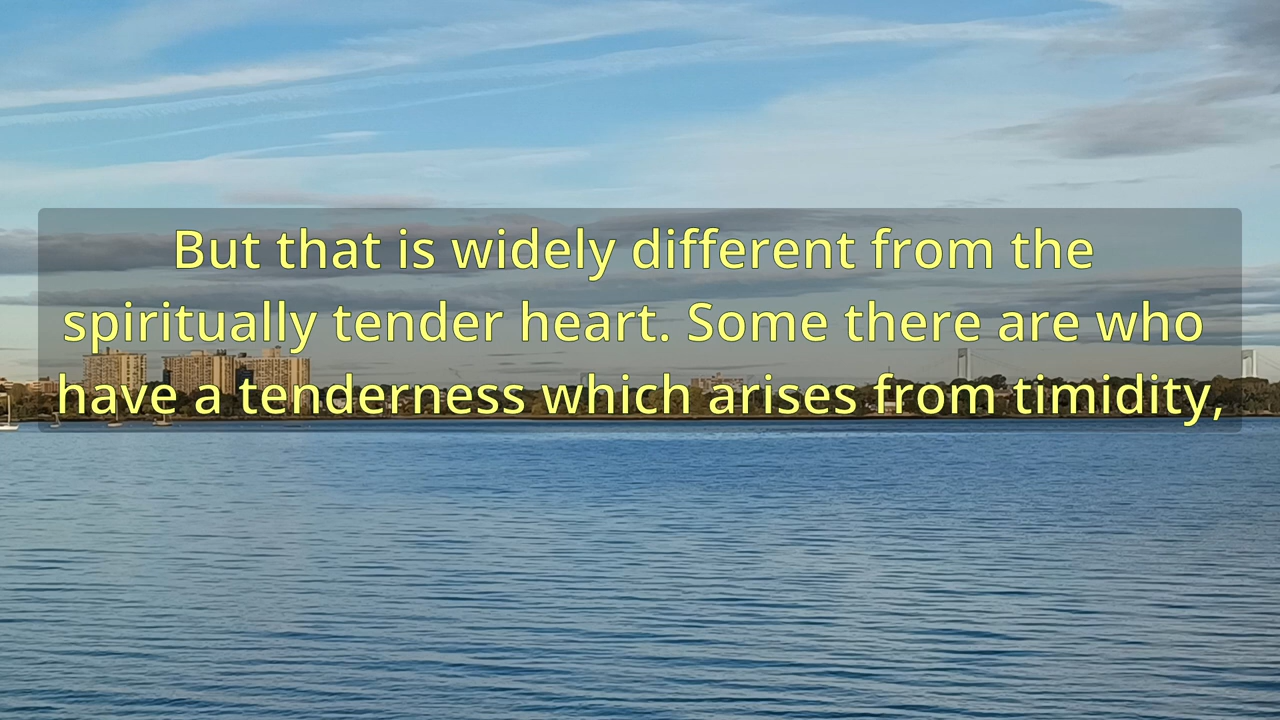 But that is widely different from the
spiritually tender heart. Some there are who
have a tenderness which arises from timidity,